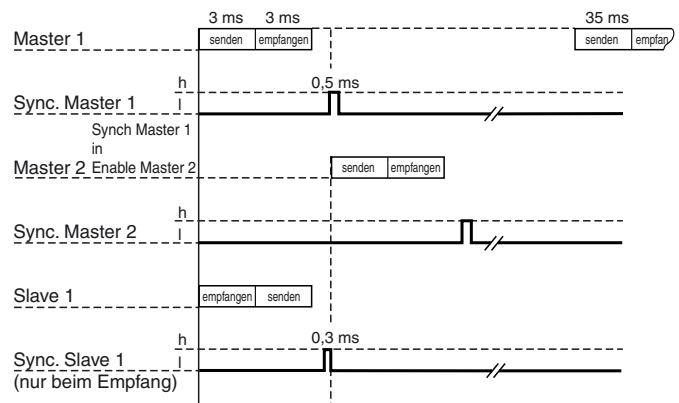 3 ms 3 ms 35 ms
Master 1 senden empfangen senden empfan
h 0,5 ms
Sync. Master 1 l
Synch Master 1
in
Master 2 Enable Master 2 senden empfangen
h
Sync. Master 2 l
Slave 1 empfangen senden
h 0,3 ms
Sync. Slave 1 l
(nur beim Empfang)